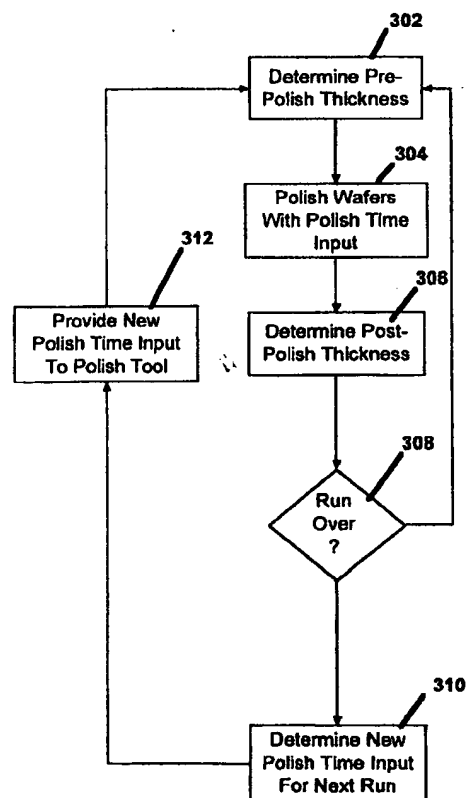 302
Determine Pre-
Polish Thickness
304
Polish Wafers
With Polish Time
Input
312
308
Provide New
Polish Time Input
To Polish Tool
Determine Post-
Polish Thickness
308
Run
Over
?
310
Determine New
Polish Time Input
For Next Run